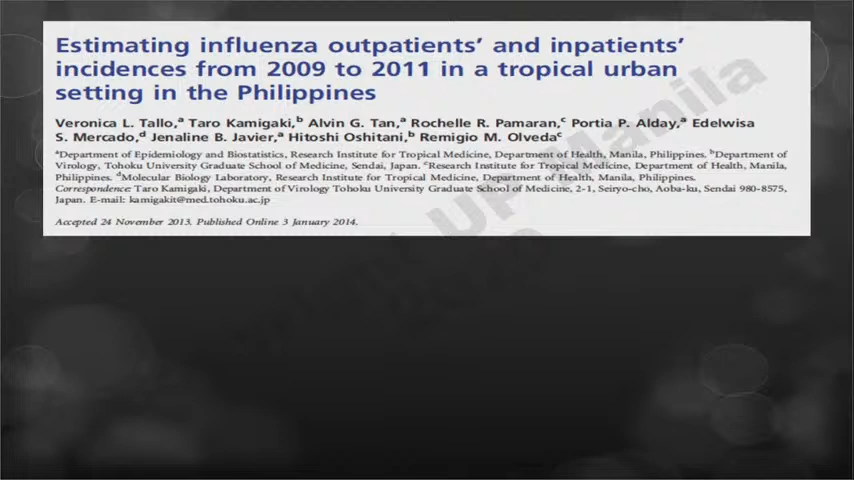 Estimating influenza outpatients' and inpatients'
incidences from 2009 to 2011 in a tropical urban
setting in the Philippines
Veronica L. Tallo,ᵃ Taro Kamigaki,ᵇ Alvin G. Tan,ᵃ Rochelle R. Pamaran,ᶜ Portia P. Alday,ᵃ Edelwisa
S. Mercado,ᵈ Jenaline B. Javier,ᵃ Hitoshi Oshitani,ᵇ Remigio M. Olvedaᶜ
ᵃDepartment of Epidemiology and Biostatistics, Research Institute for Tropical Medicine, Department of Health, Manila, Philippines. ᵇDepartment of
Virology, Tohoku University Graduate School of Medicine, Sendai, Japan. ᶜResearch Institute for Tropical Medicine, Department of Health, Manila,
Philippines. ᵈMolecular Biology Laboratory, Research Institute for Tropical Medicine, Department of Health, Manila, Philippines.
Correspondence: Taro Kamigaki, Department of Virology Tohoku University Graduate School of Medicine, 2-1, Seiryo-cho, Aoba-ku, Sendai 980-8575,
Japan. E-mail: kamigakit@med.tohoku.ac.jp
Accepted 24 November 2013. Published Online 3 January 2014.
UP Manila